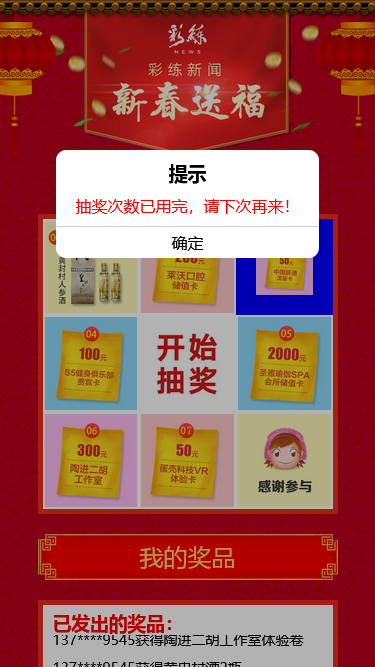 彩练
NEWS
彩练新闻
新春送福
提示
抽奖次数已用完，请下次再来！
确定
黄封村人参酒
200元
莱沃口腔
储值卡
50元
中国联通
流量卡
04
100元
S5健身俱乐部
贵宾卡
开始
抽奖
05
2000元
圣雅瑜伽SPA
会所储值卡
06
300元
陶进二胡
工作室
07
50元
蛋壳科技VR
体验卡
感谢参与
我的奖品
已发出的奖品：
137****9545获得陶进二胡工作室体验卷
137****9545获得黄忠村酒2瓶